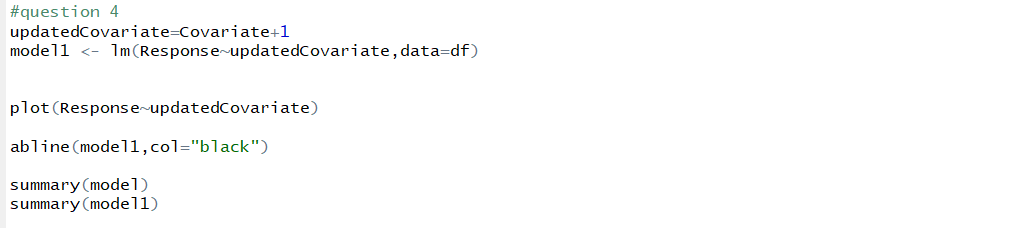 #question 4
updatedCovariate=Covariate+1
model1 <- lm(Response~updatedCovariate,data=df)
plot(Response~updatedCovariate)
abline(model1,col="black")
summary(model)
summary(model1)